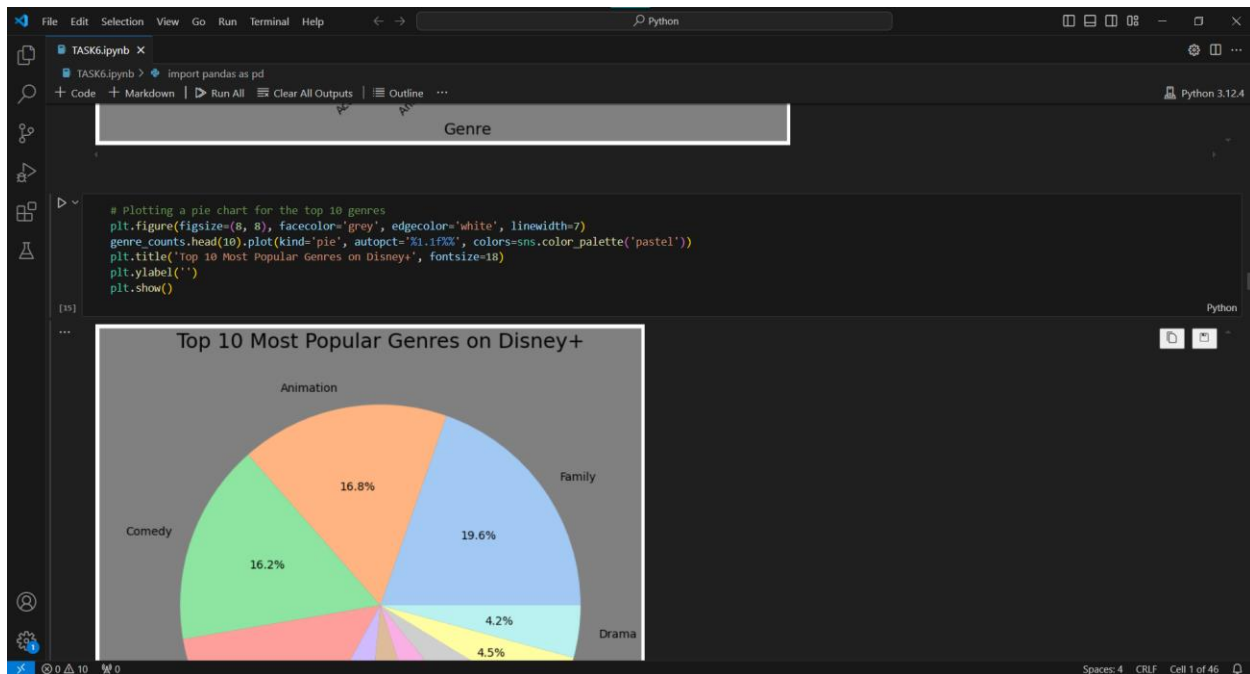 File Edit Selection View Go Run Terminal Help
Python
TASK6.ipynb
TASK6.ipynb > import pandas as pd
+ Code + Markdown | Run All Clear All Outputs | Outline ...
Python 3.12.4
Genre
# Plotting a pie chart for the top 10 genres
plt.figure(figsize=(8, 8), facecolor='grey', edgecolor='white', linewidth=7)
genre_counts.head(10).plot(kind='pie', autopct='%1.1f%%', colors=sns.color_palette('pastel'))
plt.title('Top 10 Most Popular Genres on Disney+', fontsize=18)
plt.ylabel('')
plt.show()
[15]
Python
Top 10 Most Popular Genres on Disney+
Animation
Family
16.8%
Comedy
19.6%
16.2%
4.2%
Drama
4.5%
0 10 0
Spaces: 4 CRLF Cell 1 of 46